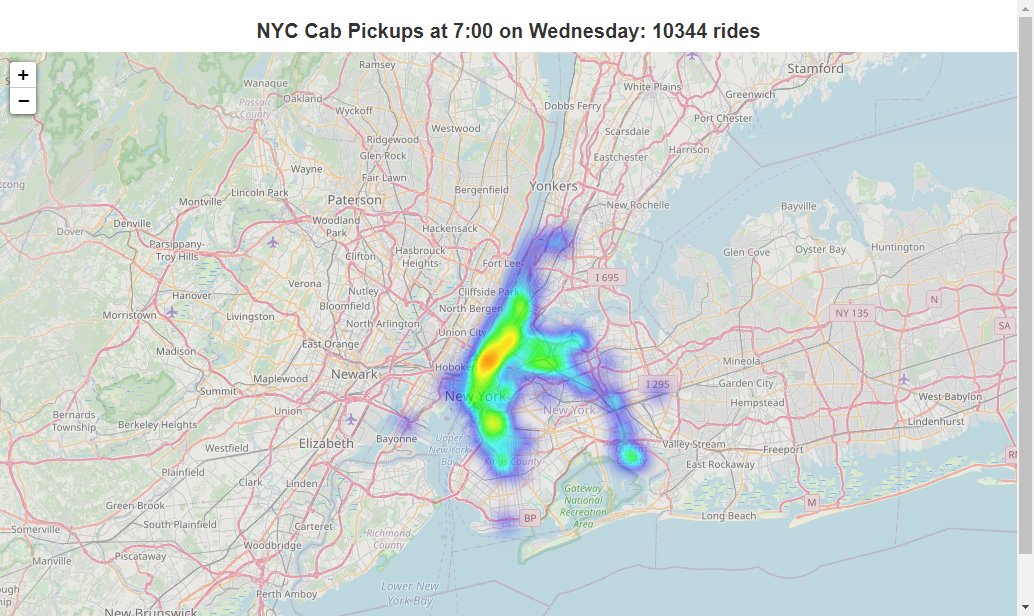 NYC Cab Pickups at 7:00 on Wednesday: 10344 rides
+
−
Ramsey
Stamford
Wanaque
White Plains
Greenwich
Oakland
Passaic
County
Wyckoff
Dobbs Ferry
Port Chester
Westwood
Scarsdale
Ridgewood
Harrison
Glen Rock
Eastchester
Wayne
Fair Lawn
Yonkers
Lincoln Park
Bergenfield
Paterson
Montville
New Rochelle
Bayville
Denville
Woodland
Park
Hackensack
Dover
Parsippany-
Troy Hills
Hasbrouck
Heights
Glen Cove
Oyster Bay
Huntington
Clifton
Fort Lee
I 695
Verona
Nutley
Cliffside Park
Hanover
Bloomfield
North Bergen
N
NY 135
Morristown
Livingston
North Arlington
SA
Union City
East Orange
Madison
Mineola
Newark
Hoboken
Maplewood
I 295
Garden City
Summit
New York
Hempstead
West Babylon
Union
New York
Bernards
Township
Berkeley Heights
Lindenhurst
Elizabeth
Bayonne
Upper
New York
Bay
Valley Stream
Freeport
Westfield
Kings County
East Rockaway
Plainfield
Clark
Linden
Gateway
National
Recreation
Area
M
Green Brook
BP
Long Beach
South Plainfield
Carteret
Somerville
Richmond
County
Woodbridge
Piscataway
Manville
Lower New
York Bay
Perth Amboy
New Brunswick